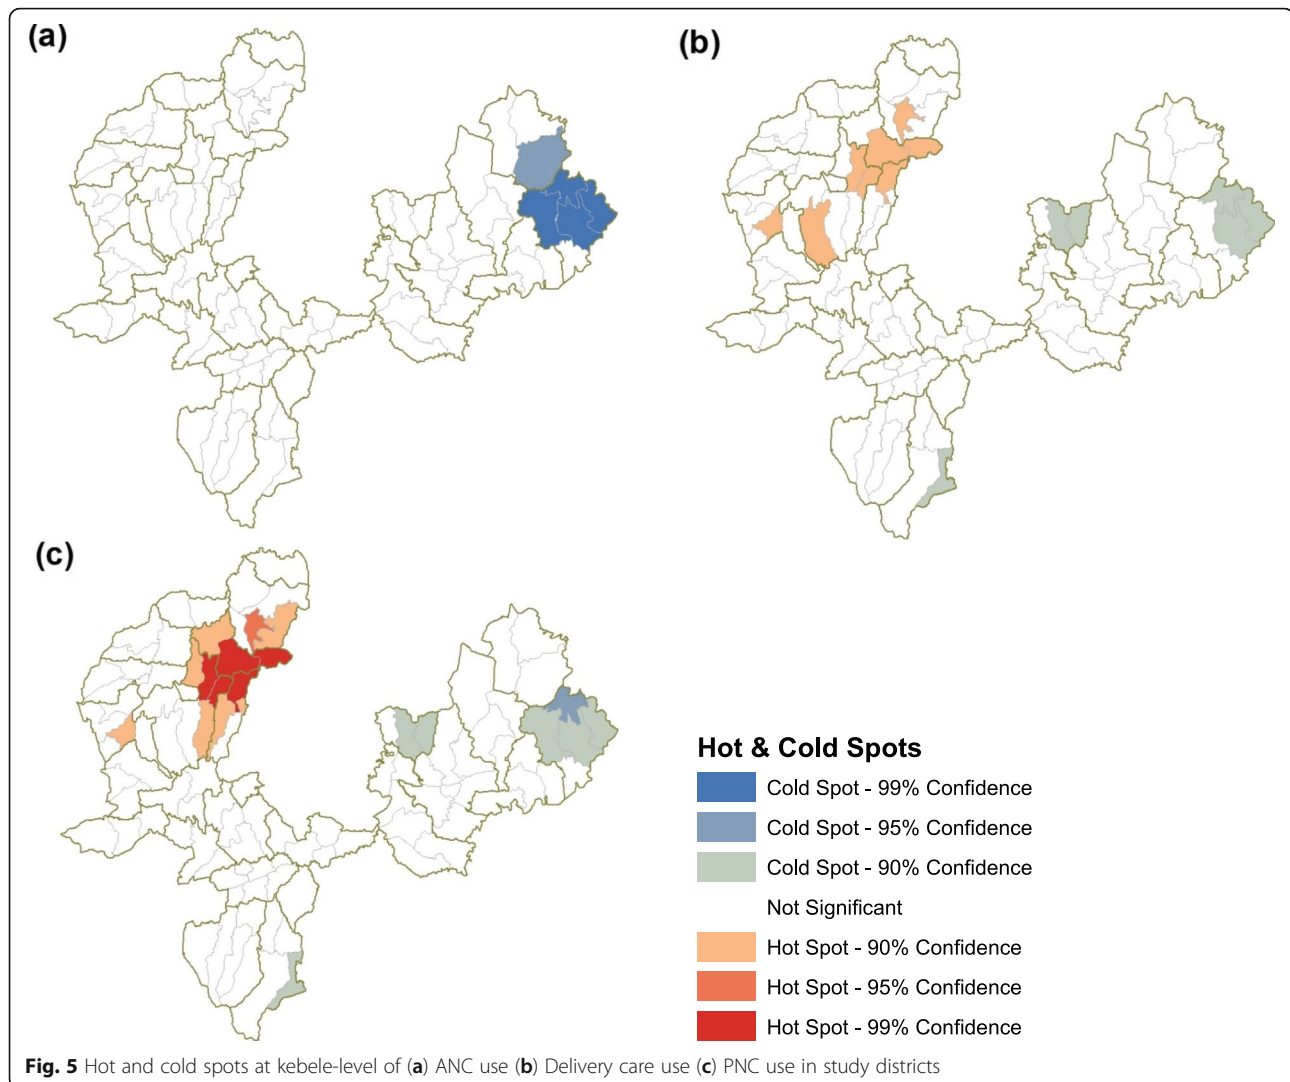 (a)
(b)
(c)
Hot & Cold Spots
Cold Spot - 99% Confidence
Cold Spot - 95% Confidence
Cold Spot - 90% Confidence
Not Significant
Hot Spot - 90% Confidence
Hot Spot - 95% Confidence
Hot Spot - 99% Confidence
Fig. 5 Hot and cold spots at kebele-level of (a) ANC use (b) Delivery care use (c) PNC use in study districts